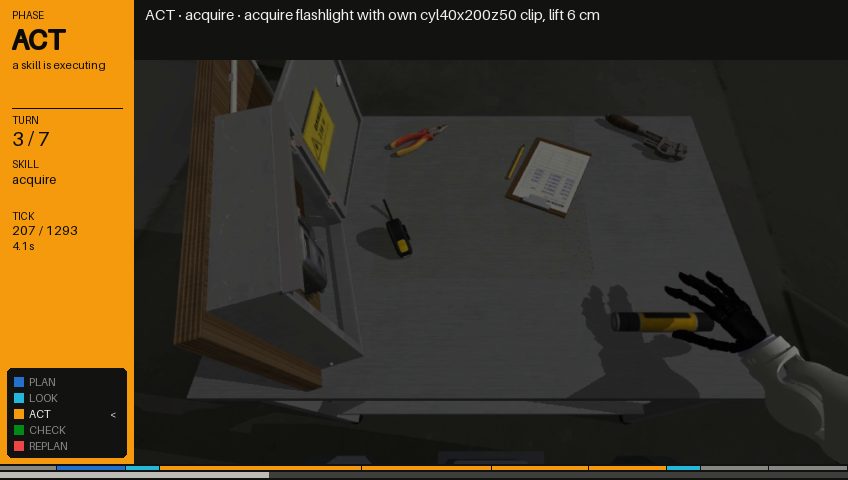 PHASE
ACT
a skill is executing
TURN
3 / 7
SKILL
acquire
TICK
207 / 1293
4.1s
PLAN
LOOK
ACT <
CHECK
REPLAN
ACT · acquire · acquire flashlight with own cyl40x200z50 clip, lift 6 cm